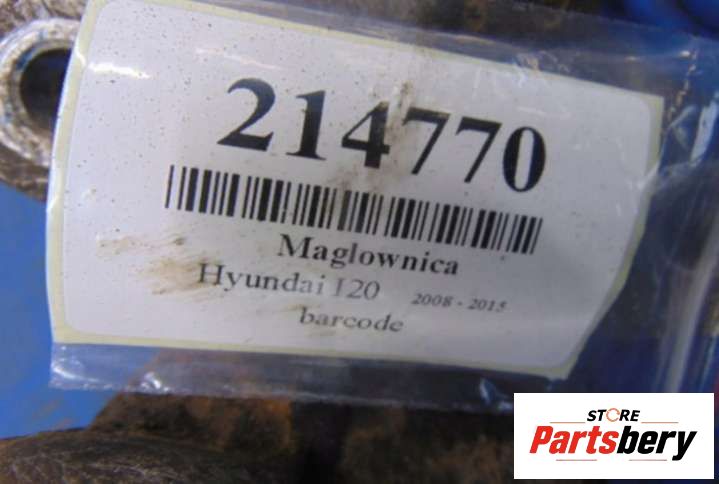 214770
Maglownica
Hyundai I20 2008 - 2015
barcode
STORE
Partsbery